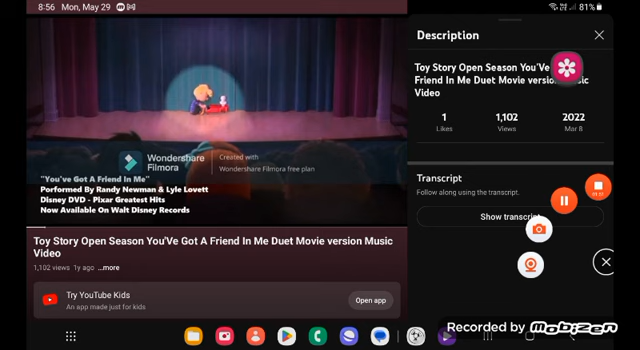 8:56 Mon, May 29
81%
Wondershare
Filmora
Created with
Wondershare Filmora free plan
"You've Got A Friend In Me"
Performed By Randy Newman & Lyle Lovett
Disney DVD - Pixar Greatest Hits
Now Available On Walt Disney Records
Toy Story Open Season You'Ve Got A Friend In Me Duet Movie version Music
Video
1,102 views 1y ago ...more
Try YouTube Kids
An app made just for kids
Open app
Description
Toy Story Open Season You'Ve
Friend In Me Duet Movie version
Video
1
1,102
2022
Likes
Views
Mar 8
Transcript
Follow along using the transcript.
Show transcript
Recorded by mobizen